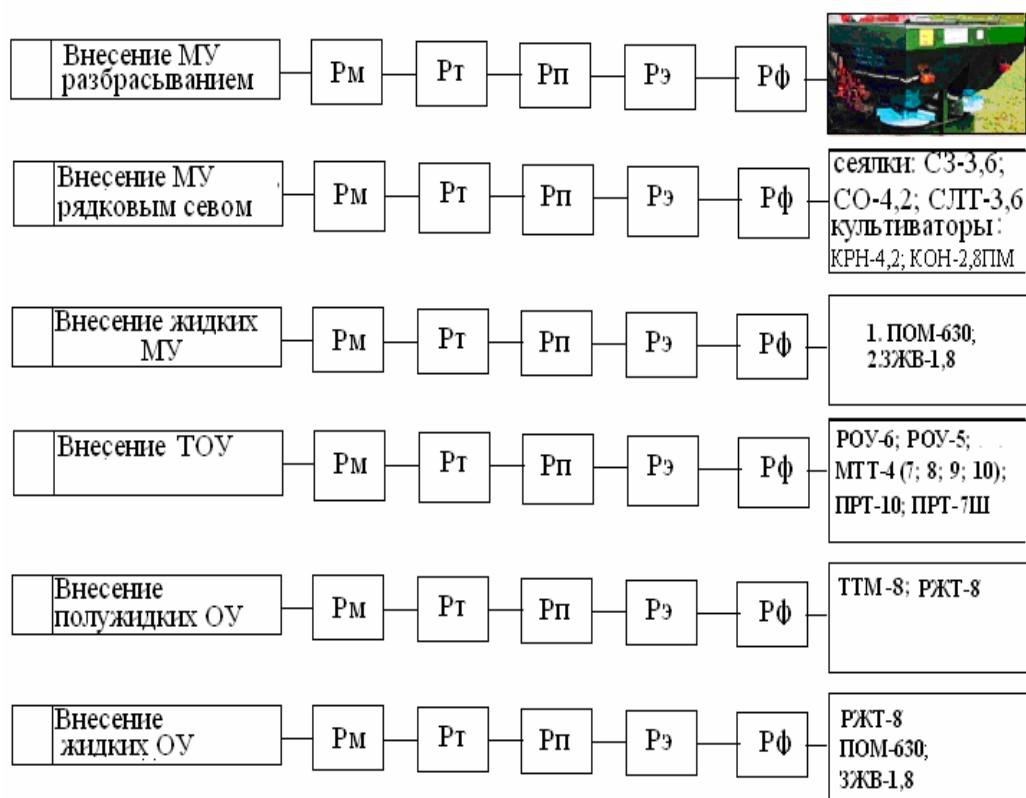 Внесение МУ
разбрасыванием
Рм
Рт
Рп
Рэ
Рф
Внесение МУ
рядковым севом
Рм
Рт
Рп
Рэ
Рф
сеялки: СЗ-3,6;
СО-4,2; СЛТ-3,6
культиваторы:
КРН-4,2; КОН-2,8ПМ
Внесение жидких
МУ
Рм
Рт
Рп
Рэ
Рф
1. ПОМ-630;
2.ЗЖВ-1,8
Внесение ТОУ
Рм
Рт
Рп
Рэ
Рф
РОУ-6; РОУ-5;
МТТ-4 (7; 8; 9; 10);
ПРТ-10; ПРТ-7Ш
Внесение
полужидких ОУ
Рм
Рт
Рп
Рэ
Рф
ТТМ-8; РЖТ-8
Внесение
жидких ОУ
Рм
Рт
Рп
Рэ
Рф
РЖТ-8
ПОМ-630;
ЗЖВ-1,8